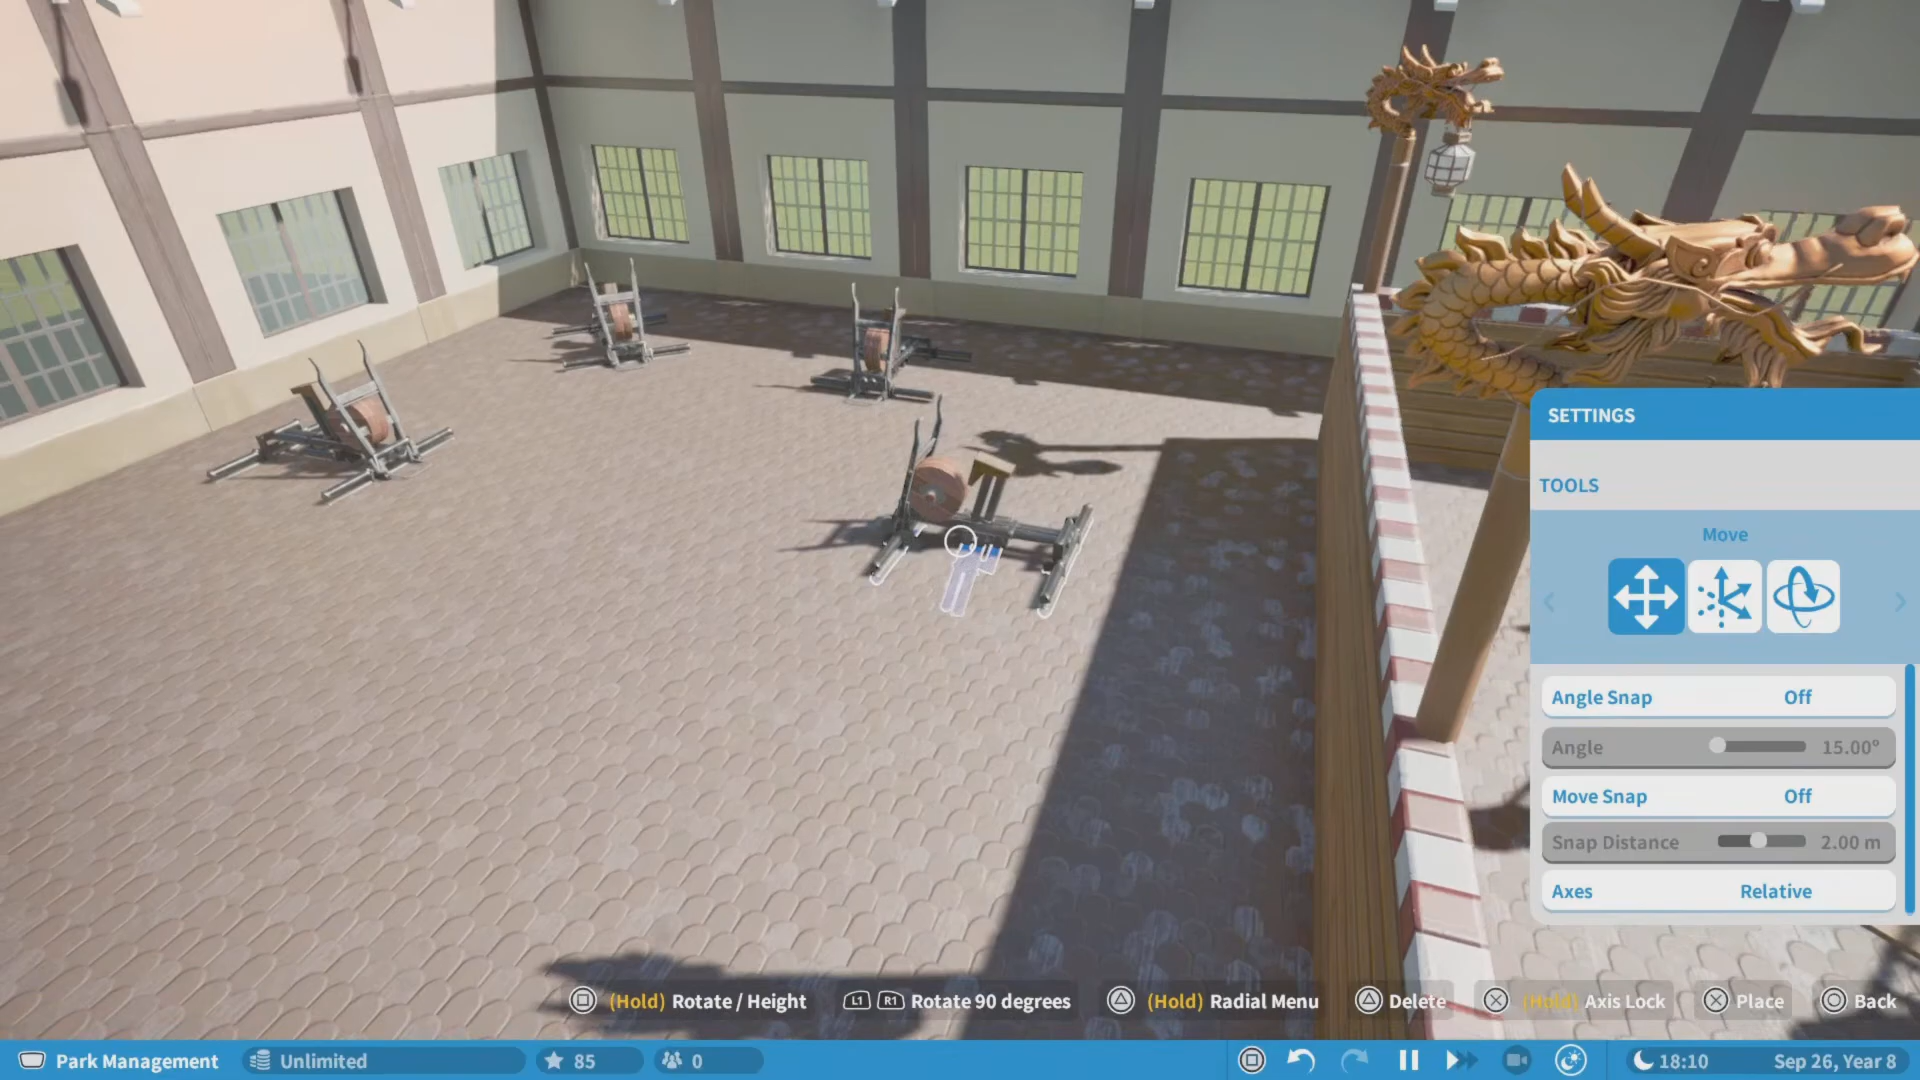 SETTINGS
TOOLS
Move
Angle Snap Off
Angle 15.00°
Move Snap Off
Snap Distance 2.00 m
Axes Relative
(Hold) Rotate / Height L1 R1 Rotate 90 degrees (Hold) Radial Menu Delete (Hold) Axis Lock Place Back
Park Management Unlimited 85 0 18:10 Sep 26, Year 8